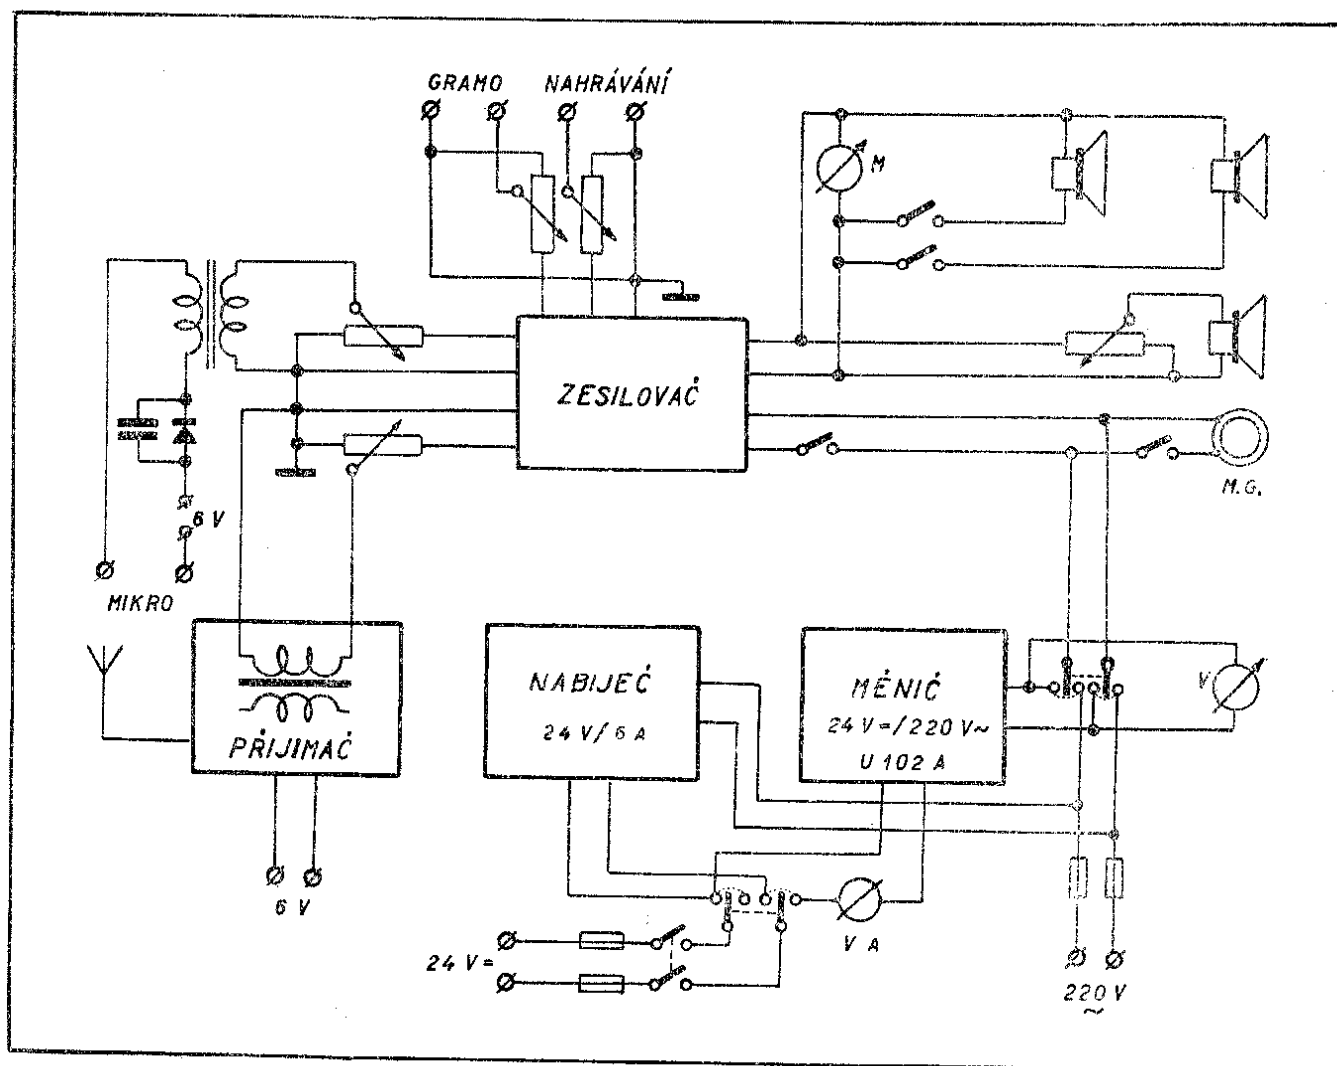 GRAMO NAHRÁVÁNÍ
M
ZESILOVAČ
6 V
M.G.
MIKRO
NABIJEČ
24 V/6 A
MĚNIČ
24 V=/220 V~
U 102 A
V
PŘIJIMAČ
6 V
V A
24 V=
220 V
~